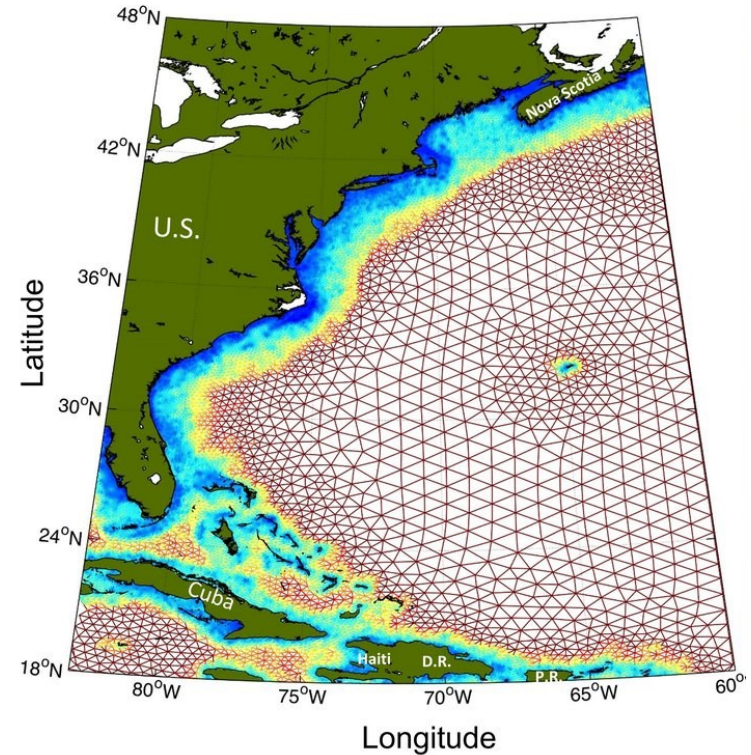 48°N
Nova Scotia
42°N
U.S.
36°N
Latitude
30°N
24°N
Cuba
Haiti D.R.
18°N
P.R.
80°W 75°W 70°W 65°W 60°
Longitude